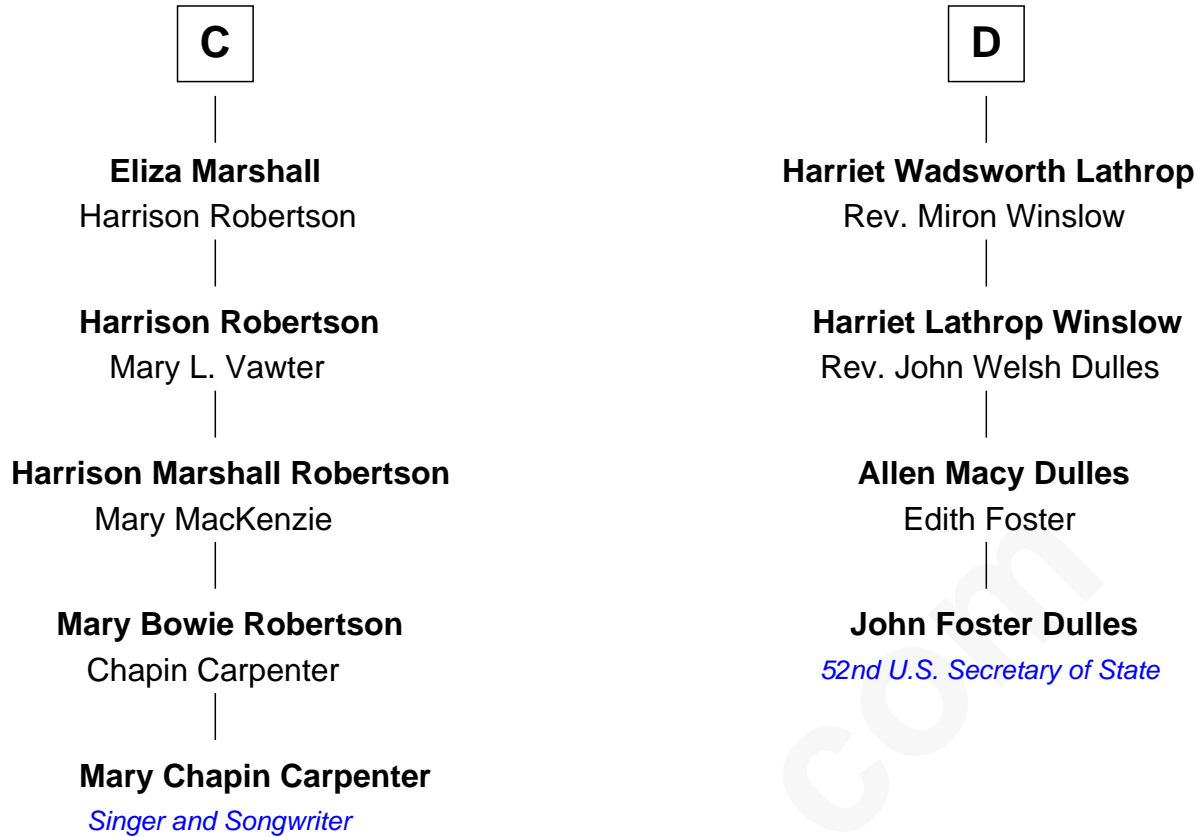 C
Eliza Marshall
Harrison Robertson
Harrison Robertson
Mary L. Vawter
Harrison Marshall Robertson
Mary MacKenzie
Mary Bowie Robertson
Chapin Carpenter
Mary Chapin Carpenter
Singer and Songwriter
D
Harriet Wadsworth Lathrop
Rev. Miron Winslow
Harriet Lathrop Winslow
Rev. John Welsh Dulles
Allen Macy Dulles
Edith Foster
John Foster Dulles
52nd U.S. Secretary of State
com